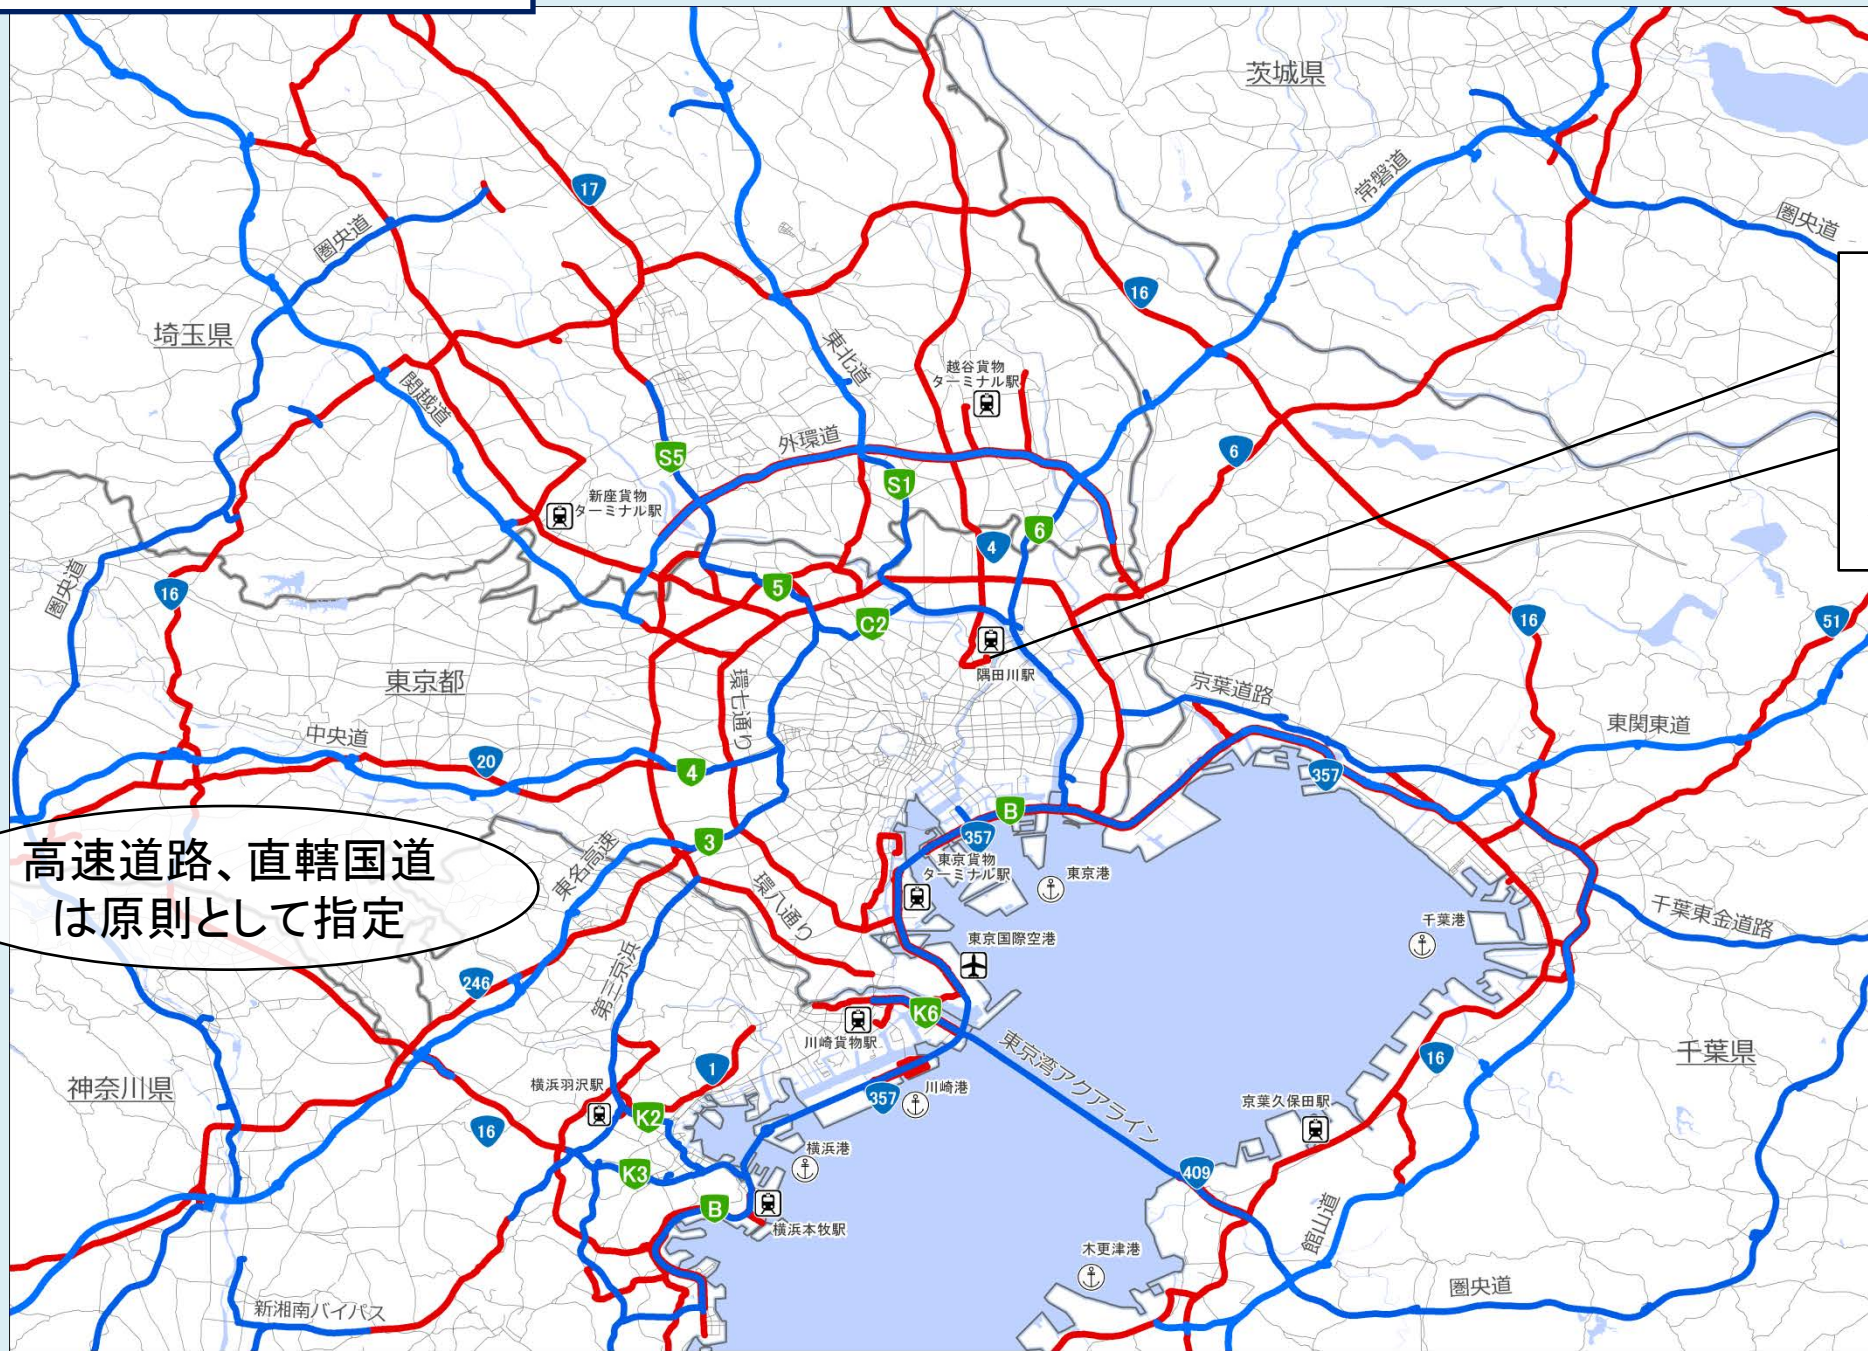 茨城県
17
常磐道
圏央道
圏央道
16
埼玉県
東北道
越谷貨物
ターミナル駅
関越道
外環道
S5
6
S1
新座貨物
ターミナル駅
6
4
圏央道
16
5
C2
16
51
隅田川駅
東京都
環七通り
京葉道路
東関東道
中央道
20
4
357
B
357
3
高速道路、直轄国道
は原則として指定
東名高速
東京貨物
ターミナル駅
東京港
環八通り
千葉東金道路
千葉港
東京国際空港
246
第三京浜
K6
川崎貨物駅
東京湾アクアライン
16
千葉県
神奈川県
横浜羽沢駅
1
357
川崎港
京葉久保田駅
K2
16
横浜港
K3
409
B
横浜本牧駅
館山道
木更津港
圏央道
新湘南バイパス